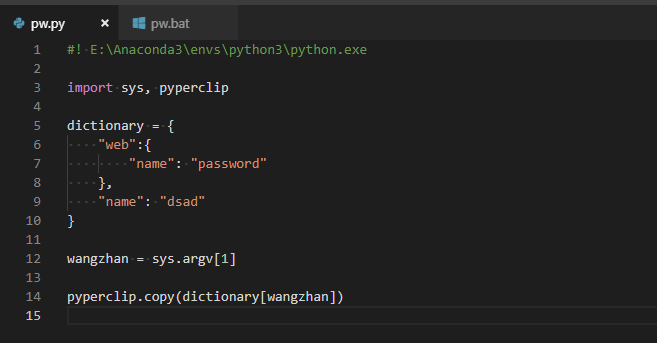 pw.py × pw.bat
1 #! E:\Anaconda3\envs\python3\python.exe
2
3 import sys, pyperclip
4
5 dictionary = {
6     "web":{
7         "name": "password"
8     },
9     "name": "dsad"
10 }
11
12 wangzhan = sys.argv[1]
13
14 pyperclip.copy(dictionary[wangzhan])
15